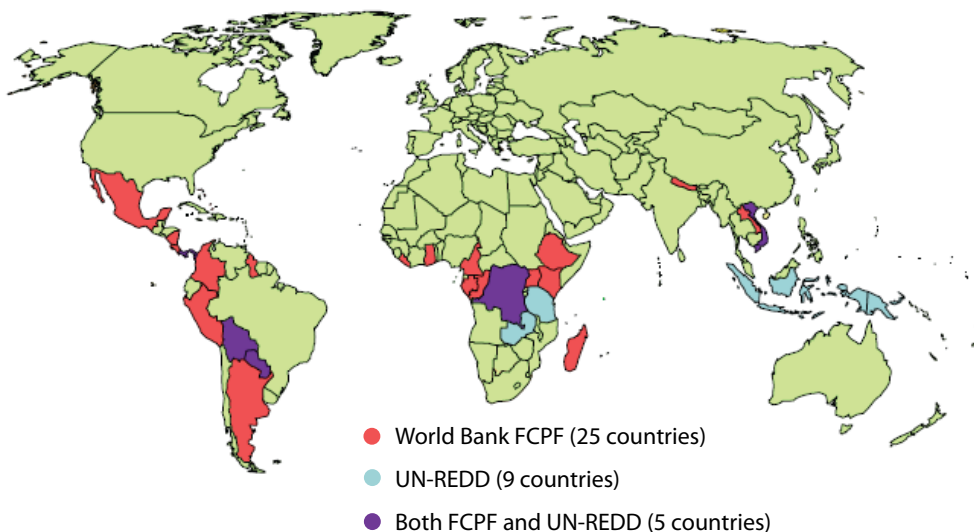 World Bank FCPF (25 countries)
UN-REDD (9 countries)
Both FCPF and UN-REDD (5 countries)